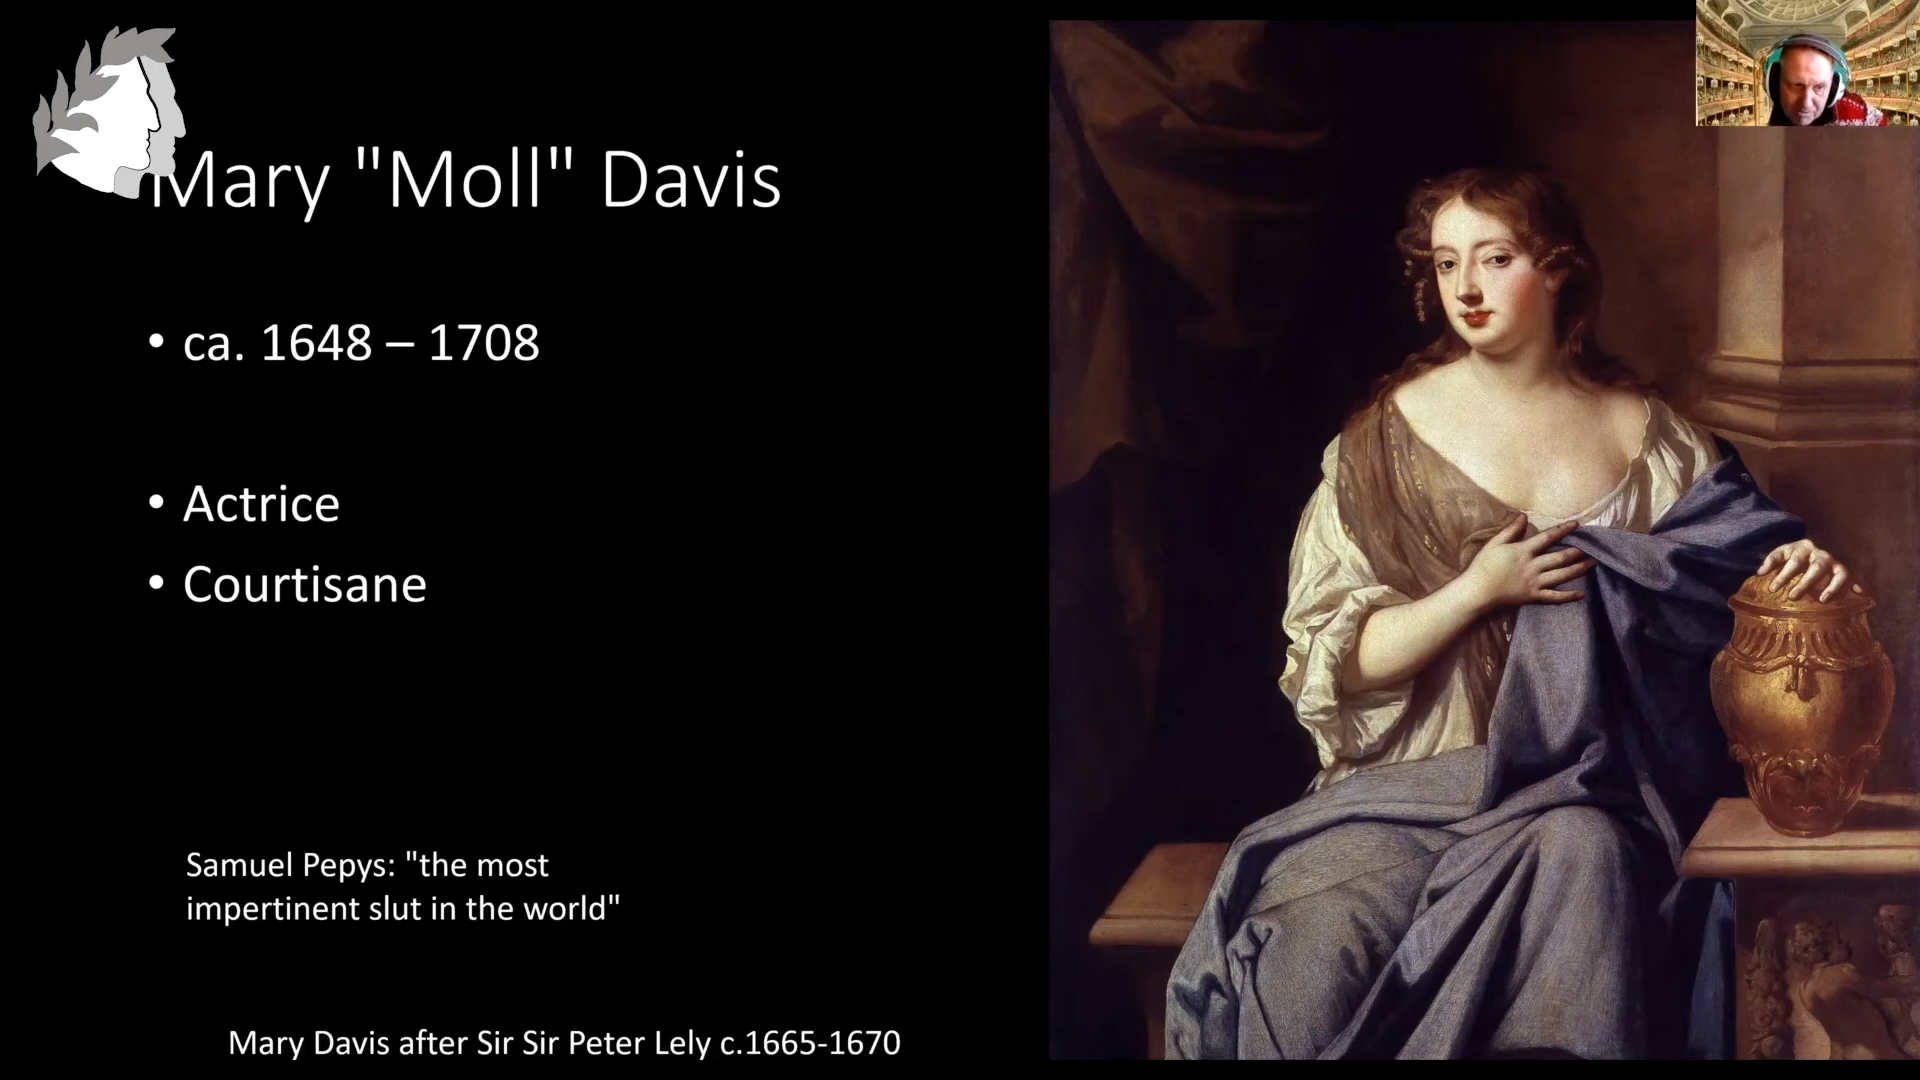 Mary "Moll" Davis
• ca. 1648 – 1708
• Actrice
• Courtisane
Samuel Pepys: "the most
impertinent slut in the world"
Mary Davis after Sir Sir Peter Lely c.1665-1670